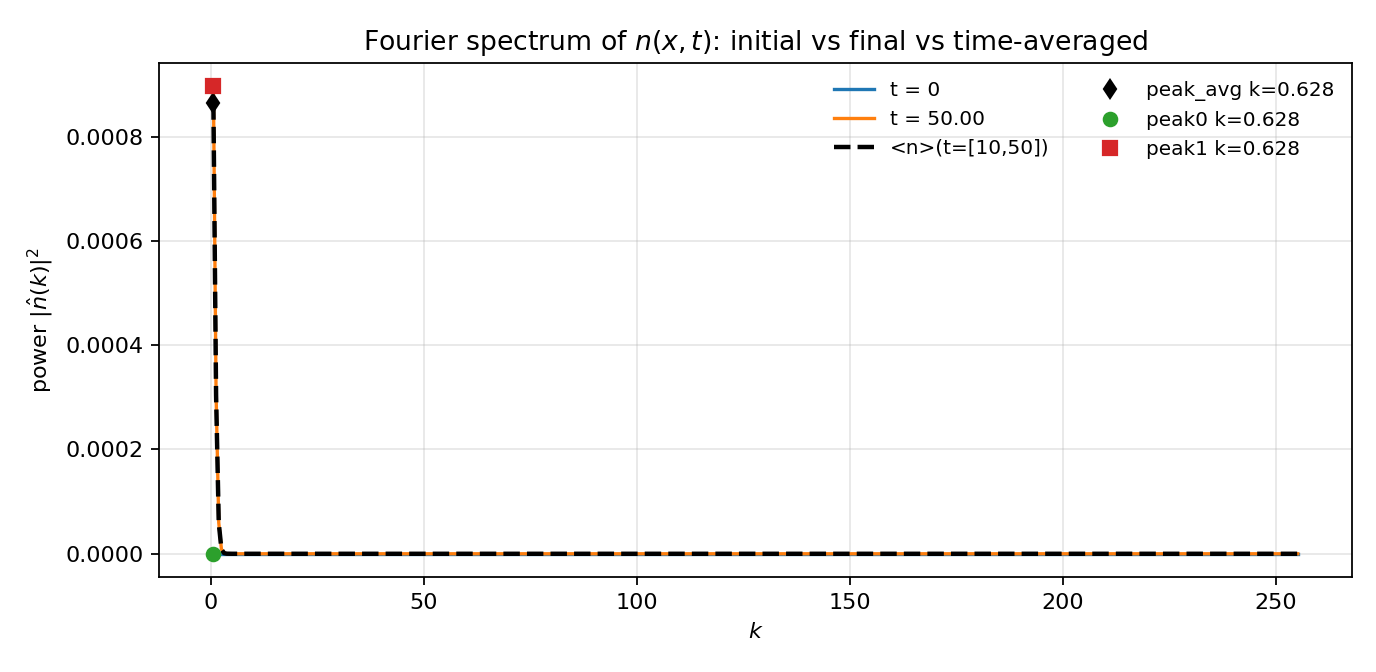 Fourier spectrum of n(x, t): initial vs final vs time-averaged
power |n̂(k)|²
0.0008
0.0006
0.0004
0.0002
0.0000
t = 0
t = 50.00
<n>(t=[10,50])
peak_avg k=0.628
peak0 k=0.628
peak1 k=0.628
0 50 100 150 200 250
k